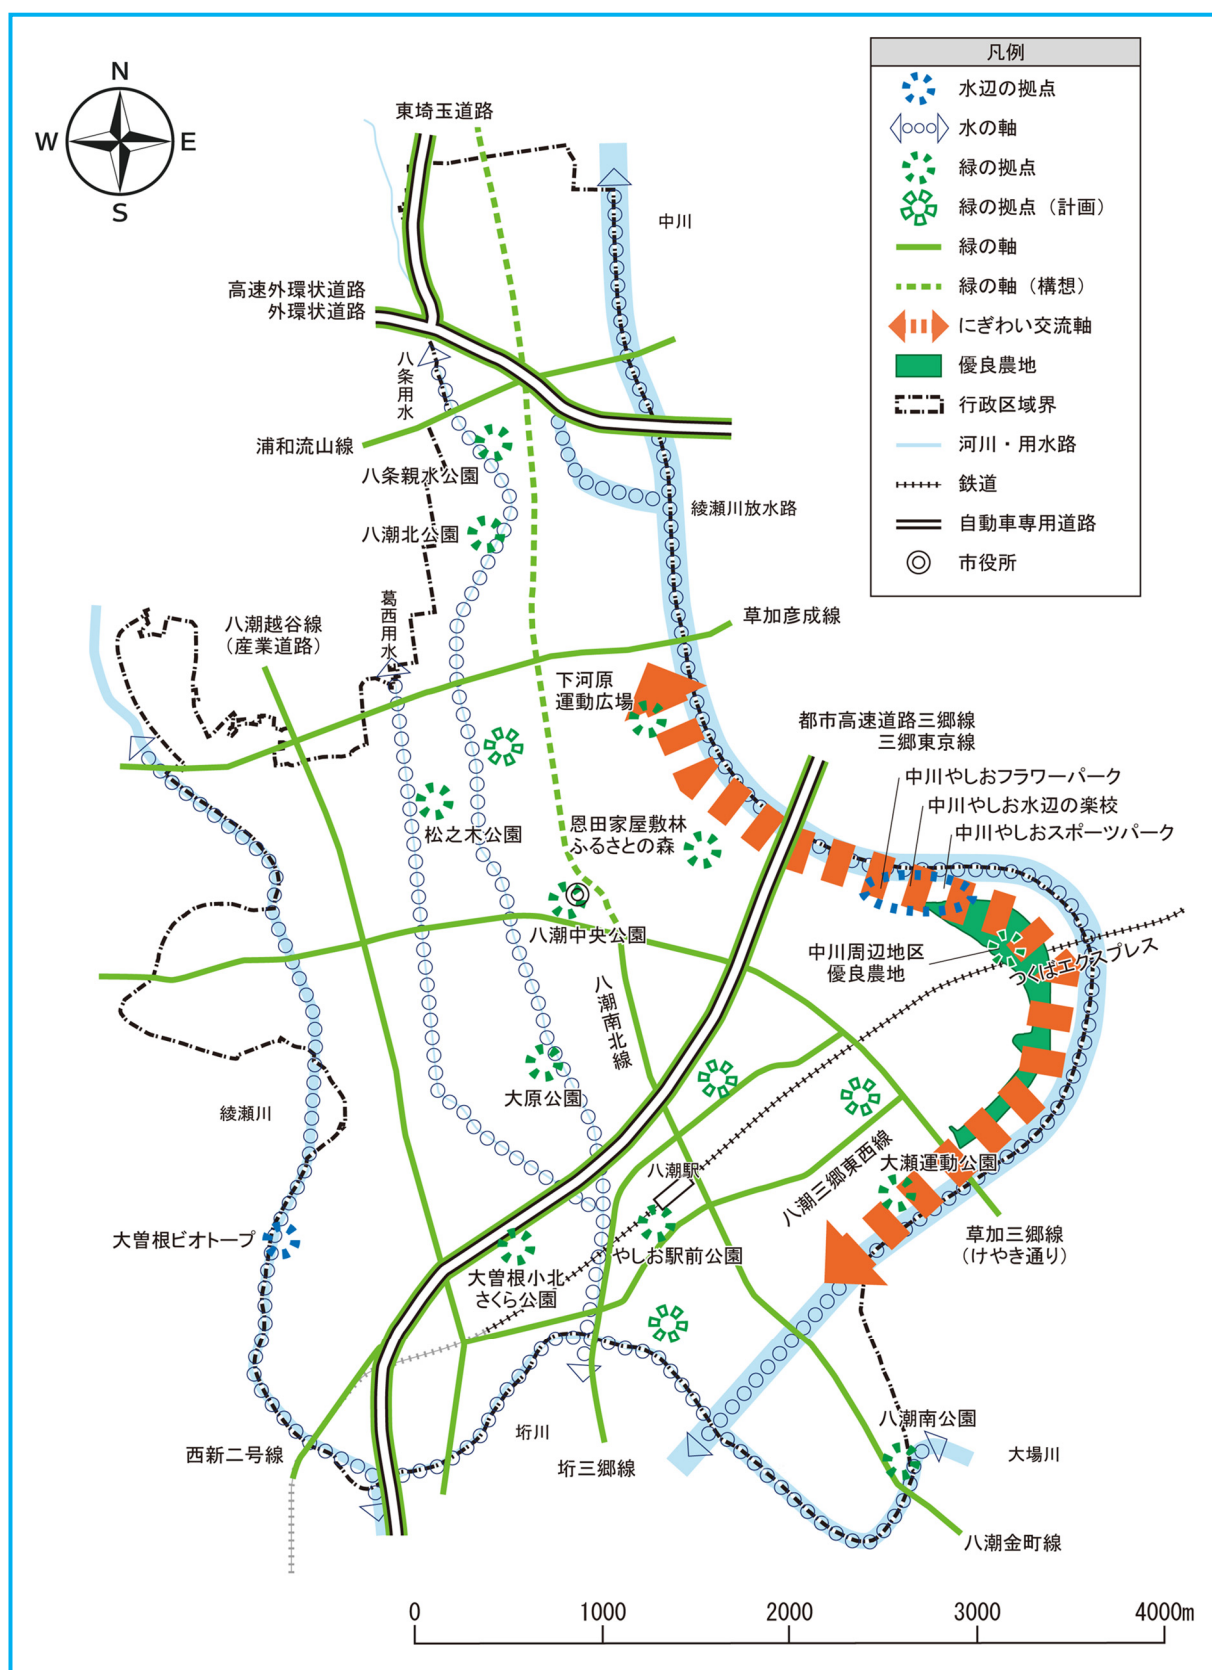 N
W
E
S
凡例
水辺の拠点
水の軸
緑の拠点
緑の拠点（計画）
緑の軸
緑の軸（構想）
にぎわい交流軸
優良農地
行政区域界
河川・用水路
鉄道
自動車専用道路
市役所
東埼玉道路
中川
高速外環状道路
外環状道路
八条用水
浦和流山線
八条親水公園
綾瀬川放水路
八潮北公園
葛西用水
八潮越谷線
（産業道路）
草加彦成線
下河原
運動広場
都市高速道路三郷線
三郷東京線
中川やしおフラワーパーク
中川やしお水辺の楽校
中川やしおスポーツパーク
松之木公園
恩田家屋敷林
ふるさとの森
八潮中央公園
中川周辺地区
優良農地
つくばエクスプレス
八潮南北線
大原公園
綾瀬川
八潮駅
八潮三郷東西線
大瀬運動公園
大曽根ビオトープ
草加三郷線
（けやき通り）
やしお駅前公園
大曽根小北
さくら公園
八潮南公園
西新二号線
垳川
垳三郷線
大場川
八潮金町線
0
1000
2000
3000
4000m